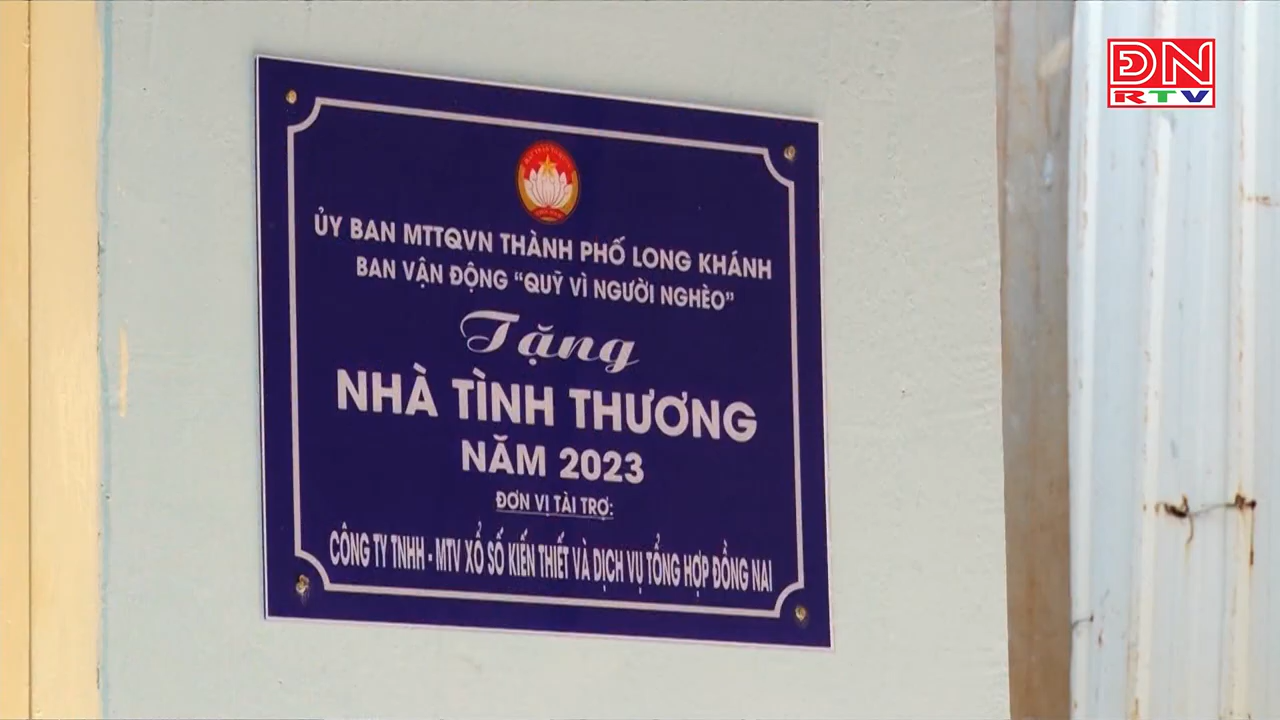 ĐN
RTV
ỦY BAN MTTQVN THÀNH PHỐ LONG KHÁNH
BAN VẬN ĐỘNG "QUỸ VÌ NGƯỜI NGHÈO"
Tặng
NHÀ TÌNH THƯƠNG
NĂM 2023
ĐƠN VỊ TÀI TRỢ:
CÔNG TY TNHH - MTV XỔ SỐ KIẾN THIẾT VÀ DỊCH VỤ TỔNG HỢP ĐỒNG NAI